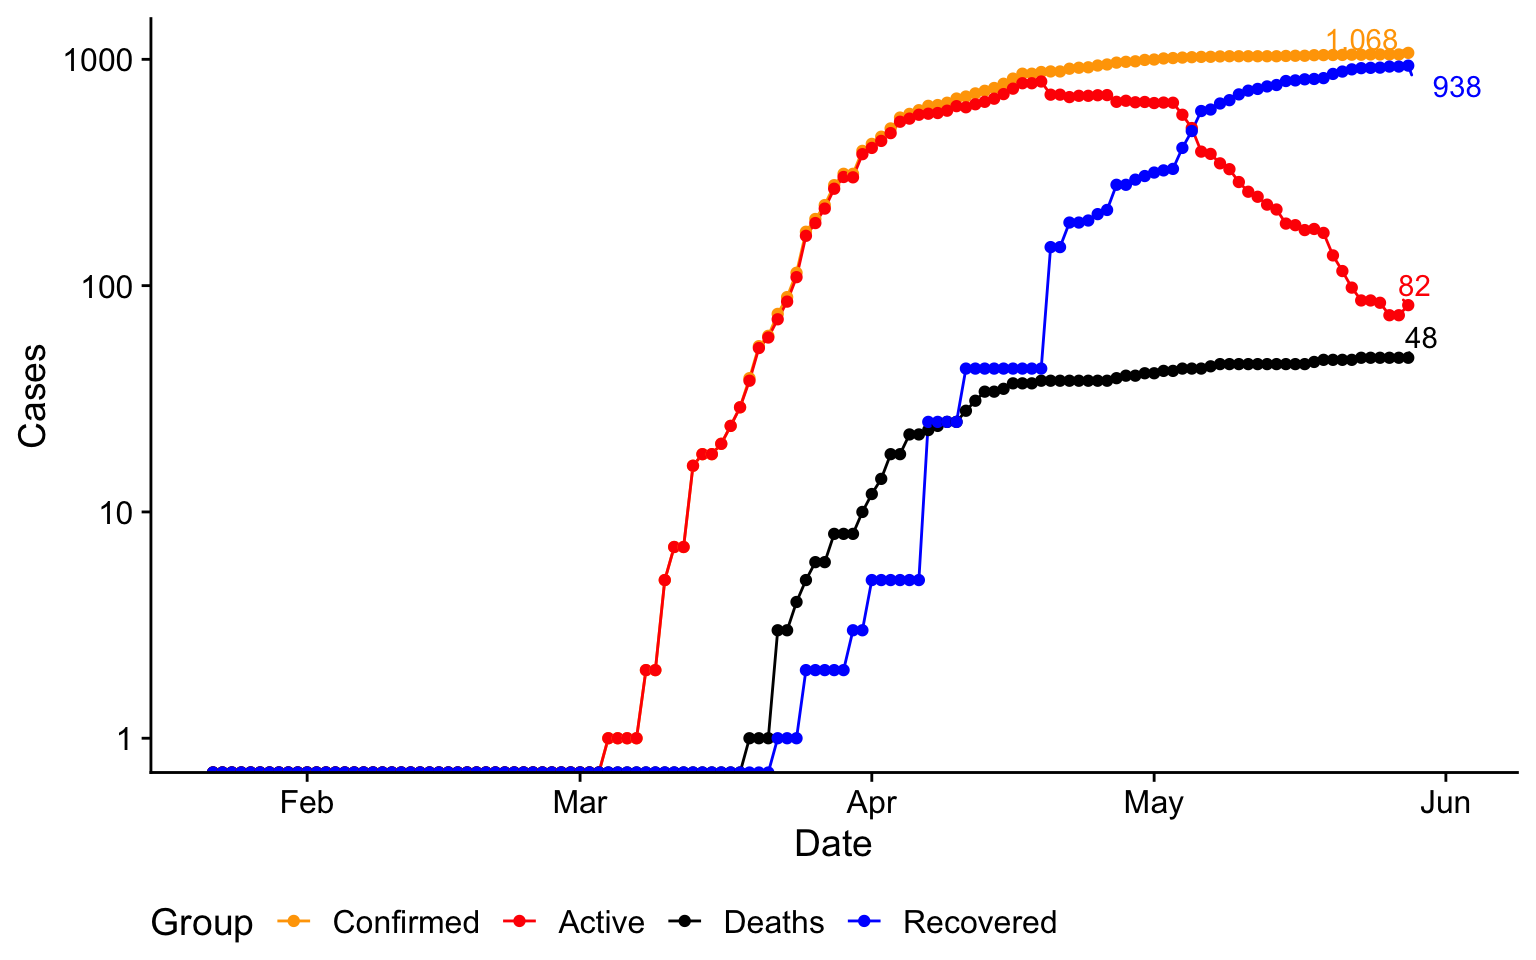 1,068
1000
938
82
100
48
10
1
Cases
Feb Mar Apr May Jun
Date
Group Confirmed Active Deaths Recovered